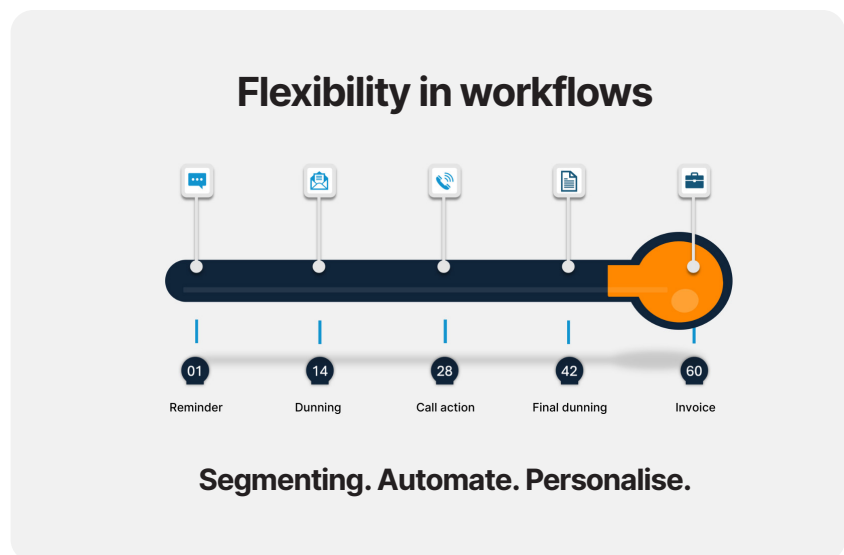 Flexibility in workflows
01 14 28 42 60
Reminder Dunning Call action Final dunning Invoice
Segmenting. Automate. Personalise.